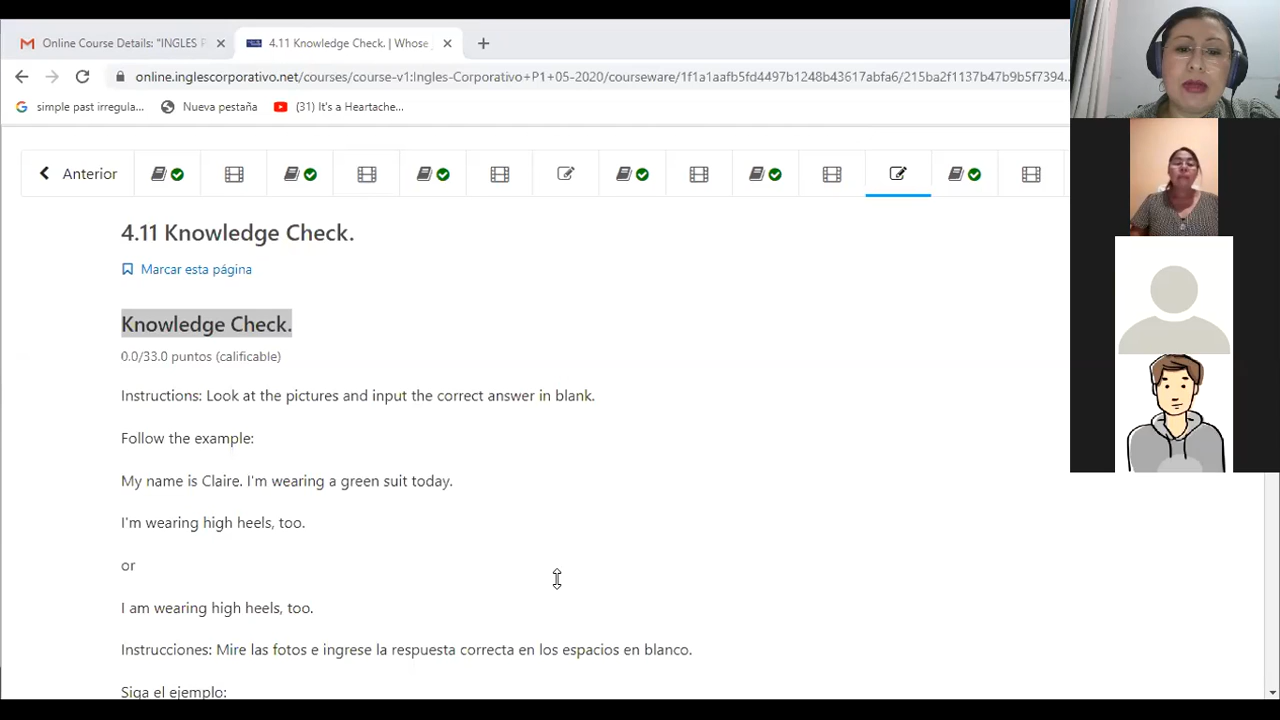 Online Course Details: "INGLES P
4.11 Knowledge Check. | Whose
online.inglescorporativo.net/courses/course-v1:Ingles-Corporativo+P1+05-2020/courseware/1f1a1aafb5fd4497b1248b43617abfa6/215ba2f1137b47b9b5f7394...
simple past irregula...
Nueva pestaña
(31) It's a Heartache...
Anterior
4.11 Knowledge Check.
Marcar esta página
Knowledge Check.
0.0/33.0 puntos (calificable)
Instructions: Look at the pictures and input the correct answer in blank.
Follow the example:
My name is Claire. I'm wearing a green suit today.
I'm wearing high heels, too.
or
I am wearing high heels, too.
Instrucciones: Mire las fotos e ingrese la respuesta correcta en los espacios en blanco.
Siga el ejemplo: